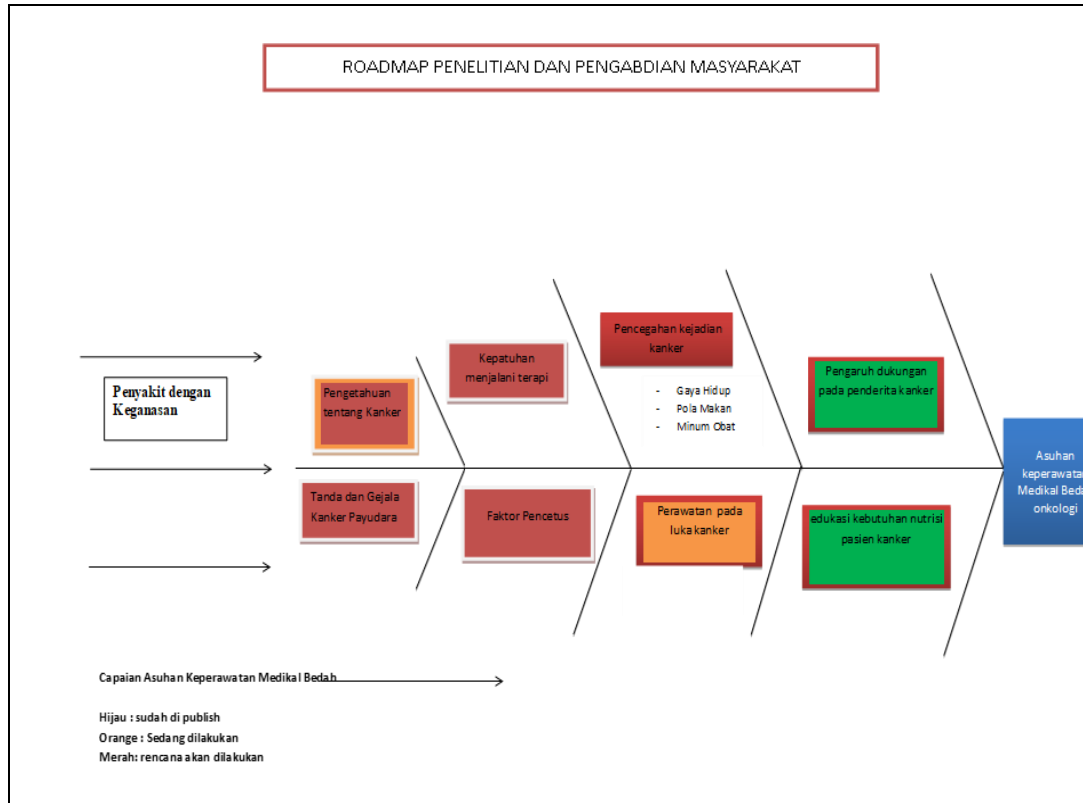 ROADMAP PENELITIAN DAN PENGABDIAN MASYARAKAT
Penyakit dengan
Keganasan
Pengetahuan
tentang Kanker
Kepatuhan
menjalani terapi
Pencegahan kejadian
kanker
- Gaya Hidup
- Pola Makan
- Minum Obat
Pengaruh dukungan
pada penderita kanker
Tanda dan Gejala
Kanker Payudara
Faktor Pencetus
Perawatan pada
luka kanker
edukasi kebutuhan nutrisi
pasien kanker
Asuhan
keperawatan
Medikal Beda
onkologi
Capaian Asuhan Keperawatan Medikal Bedah
Hijau : sudah di publish
Orange : Sedang dilakukan
Merah: rencana akan dilakukan